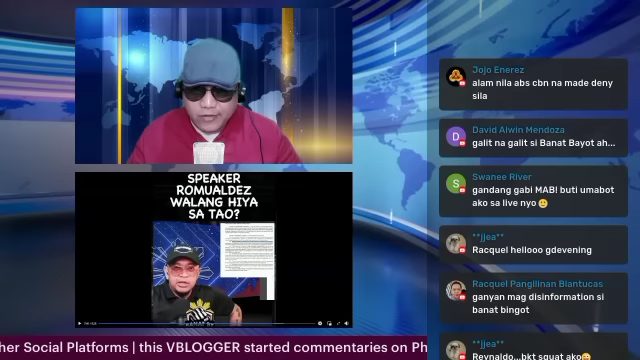 SPEAKER
ROMUALDEZ
WALANG HIYA
SA TAO?
her Social Platforms | this VBLOGGER started commentaries on Ph
Jojo Enerez
alam nila abs cbn na made deny
sila
David Alwin Mendoza
galit na galit si Banat Bayot ah...
Swanee River
gandang gabi MAB! buti umabot
ako sa live nyo
**jjea**
Racquel hellooo gdevening
Racquel Pangilinan Blantucas
ganyan mag disinformation si
banat bingot
**jjea**
Reynaldo...bkt squat ako